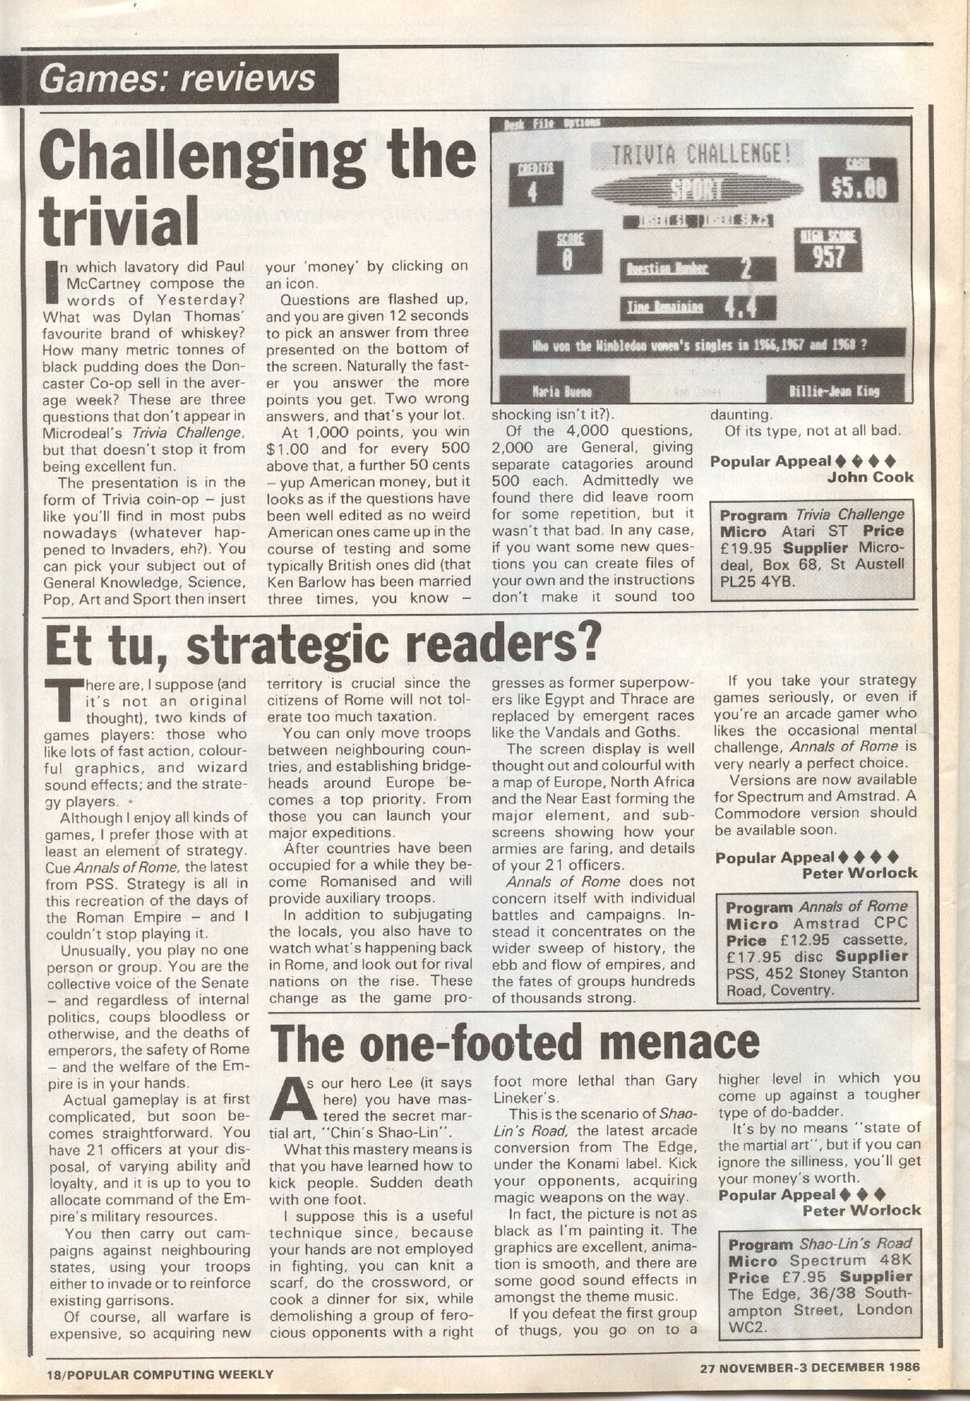 Games: reviews
Challenging the
trivial
In which lavatory did Paul
McCartney compose the
words of Yesterday?
What was Dylan Thomas'
favourite brand of whiskey?
How many metric tonnes of
black pudding does the Don-
caster Co-op sell in the aver-
age week? These are three
questions that don't appear in
Microdeal's Trivia Challenge,
but that doesn't stop it from
being excellent fun.
The presentation is in the
form of Trivia coin-op – just
like you'll find in most pubs
nowadays (whatever hap-
pened to Invaders, eh?). You
can pick your subject out of
General Knowledge, Science,
Pop, Art and Sport then insert
your 'money' by clicking on
an icon.
Questions are flashed up,
and you are given 12 seconds
to pick an answer from three
presented on the bottom of
the screen. Naturally the fast-
er you answer the more
points you get. Two wrong
answers, and that's your lot.
At 1,000 points, you win
$1.00 and for every 500
above that, a further 50 cents
– yup American money, but it
looks as if the questions have
been well edited as no weird
American ones came up in the
course of testing and some
typically British ones did (that
Ken Barlow has been married
three times, you know –
Desk File Options
TRIVIA CHALLENGE!
CREDITS
4
SPORT
CASH
$5.00
INSERT $1 INSERT $0.25
SCORE
0
HIGH SCORE
957
Question Number 2
Time Remaining 4.4
Who won the Wimbledon women's singles in 1966,1967 and 1968 ?
Maria Bueno
Billie-Jean King
shocking isn't it?).
Of the 4,000 questions,
2,000 are General, giving
separate catagories around
500 each. Admittedly we
found there did leave room
for some repetition, but it
wasn't that bad. In any case,
if you want some new ques-
tions you can create files of
your own and the instructions
don't make it sound too
daunting.
Of its type, not at all bad.
Popular Appeal ♦ ♦ ♦ ♦
John Cook
Program Trivia Challenge
Micro Atari ST Price
£19.95 Supplier Micro-
deal, Box 68, St Austell
PL25 4YB.
Et tu, strategic readers?
There are, I suppose (and
it's not an original
thought), two kinds of
games players: those who
like lots of fast action, colour-
ful graphics, and wizard
sound effects; and the strate-
gy players.
Although I enjoy all kinds of
games, I prefer those with at
least an element of strategy.
Cue Annals of Rome, the latest
from PSS. Strategy is all in
this recreation of the days of
the Roman Empire – and I
couldn't stop playing it.
Unusually, you play no one
person or group. You are the
collective voice of the Senate
– and regardless of internal
politics, coups bloodless or
otherwise, and the deaths of
emperors, the safety of Rome
– and the welfare of the Em-
pire is in your hands.
Actual gameplay is at first
complicated, but soon be-
comes straightforward. You
have 21 officers at your dis-
posal, of varying ability and
loyalty, and it is up to you to
allocate command of the Em-
pire's military resources.
You then carry out cam-
paigns against neighbouring
states, using your troops
either to invade or to reinforce
existing garrisons.
Of course, all warfare is
expensive, so acquiring new
territory is crucial since the
citizens of Rome will not tol-
erate too much taxation.
You can only move troops
between neighbouring coun-
tries, and establishing bridge-
heads around Europe be-
comes a top priority. From
those you can launch your
major expeditions.
After countries have been
occupied for a while they be-
come Romanised and will
provide auxiliary troops.
In addition to subjugating
the locals, you also have to
watch what's happening back
in Rome, and look out for rival
nations on the rise. These
change as the game pro-
gresses as former superpow-
ers like Egypt and Thrace are
replaced by emergent races
like the Vandals and Goths.
The screen display is well
thought out and colourful with
a map of Europe, North Africa
and the Near East forming the
major element, and sub-
screens showing how your
armies are faring, and details
of your 21 officers.
Annals of Rome does not
concern itself with individual
battles and campaigns. In-
stead it concentrates on the
wider sweep of history, the
ebb and flow of empires, and
the fates of groups hundreds
of thousands strong.
If you take your strategy
games seriously, or even if
you're an arcade gamer who
likes the occasional mental
challenge, Annals of Rome is
very nearly a perfect choice.
Versions are now available
for Spectrum and Amstrad. A
Commodore version should
be available soon.
Popular Appeal ♦ ♦ ♦ ♦
Peter Worlock
Program Annals of Rome
Micro Amstrad CPC
Price £12.95 cassette,
£17.95 disc Supplier
PSS, 452 Stoney Stanton
Road, Coventry.
The one-footed menace
As our hero Lee (it says
here) you have mas-
tered the secret mar-
tial art, "Chin's Shao-Lin".
What this mastery means is
that you have learned how to
kick people. Sudden death
with one foot.
I suppose this is a useful
technique since, because
your hands are not employed
in fighting, you can knit a
scarf, do the crossword, or
cook a dinner for six, while
demolishing a group of fero-
cious opponents with a right
foot more lethal than Gary
Lineker's.
This is the scenario of Shao-
Lin's Road, the latest arcade
conversion from The Edge,
under the Konami label. Kick
your opponents, acquiring
magic weapons on the way.
In fact, the picture is not as
black as I'm painting it. The
graphics are excellent, anima-
tion is smooth, and there are
some good sound effects in
amongst the theme music.
If you defeat the first group
of thugs, you go on to a
higher level in which you
come up against a tougher
type of do-badder.
It's by no means "state of
the martial art", but if you can
ignore the silliness, you'll get
your money's worth.
Popular Appeal ♦ ♦ ♦
Peter Worlock
Program Shao-Lin's Road
Micro Spectrum 48K
Price £7.95 Supplier
The Edge, 36/38 South-
ampton Street, London
WC2.
18/POPULAR COMPUTING WEEKLY
27 NOVEMBER-3 DECEMBER 1986